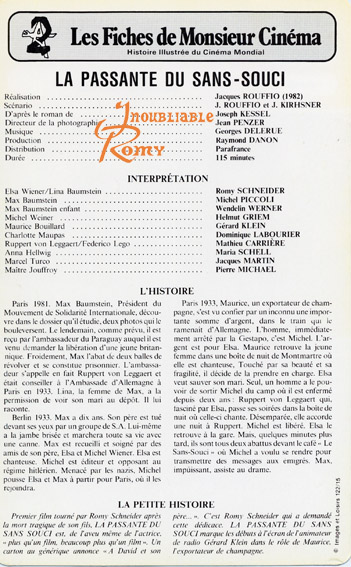 Les Fiches de Monsieur Cinéma
Histoire Illustrée du Cinéma Mondial
LA PASSANTE DU SANS-SOUCI
Réalisation . . . . . . . . . . Jacques ROUFFIO (1982)
Scénario . . . . . . . . . . J. ROUFFIO et J. KIRHSNER
D'après le roman de . . . . . . . . . . Joseph KESSEL
Directeur de la photographie . . . . . . . . . . Jean PENZER
Musique . . . . . . . . . . Georges DELERUE
Production . . . . . . . . . . Raymond DANON
Distribution . . . . . . . . . . Parafrance
Durée . . . . . . . . . . 115 minutes
Inoubliable
Romy
INTERPRÉTATION
Elsa Wiener/Lina Baumstein . . . . . . . . . . Romy SCHNEIDER
Max Baumstein . . . . . . . . . . Michel PICCOLI
Max Baumstein enfant . . . . . . . . . . Wendelin WERNER
Michel Weiner . . . . . . . . . . Helmut GRIEM
Maurice Bouillard . . . . . . . . . . Gérard KLEIN
Charlotte Maupas . . . . . . . . . . Dominique LABOURIER
Ruppert von Leggaert/Federico Lego . . . . . . . . . . Mathieu CARRIÈRE
Anna Hellwig . . . . . . . . . . Maria SCHELL
Marcel Turco . . . . . . . . . . Jacques MARTIN
Maître Jouffroy . . . . . . . . . . Pierre MICHAEL
L'HISTOIRE
Paris 1981. Max Baumstein, Président du
Mouvement de Solidarité Internationale, découvre
dans le dossier qu'il étudie, deux photos qui le
bouleversent. Le lendemain, comme prévu, il est
reçu par l'ambassadeur du Paraguay auquel il est
venu demander la libération d'une jeune britannique.
Froidement, Max l'abat de deux balles de
révolver et se constitue prisonnier. L'ambassadeur
s'appelle en fait Ruppert von Leggaert et
était conseiller à l'Ambassade d'Allemagne à
Paris en 1933. Lina, la femme de Max, a la
permission de voir son mari au dépôt. Il lui
raconte.
Berlin 1933. Max a dix ans. Son père est tué
devant ses yeux par un groupe de S.A. Lui-même
a la jambe brisée et marchera toute sa vie avec
une canne. Max est recueilli et soigné par des
amis de son père, Elsa et Michel Wiener. Elsa est
chanteuse. Michel est éditeur et opposant au
régime hitlérien. Menacé par les nazis, Michel
pousse Elsa et Max à partir pour Paris, où il les
rejoindra.
Paris 1933, Maurice, un exportateur de champagne,
s'est vu confier par un inconnu une importante
somme d'argent, dans le train qui le
ramenait d'Allemagne. L'homme, immédiatement
arrêté par la Gestapo, c'est Michel. L'argent
est pour Elsa. Maurice retrouve la jeune
femme dans une boîte de nuit de Montmartre où
elle est chanteuse, Touché par sa beauté et sa
fragilité, il décide de la prendre en charge. Elsa
veut sauver son mari. Seul, un homme a le pouvoir
de sortir Michel du camp où il est enfermé
depuis deux ans : Ruppert von Leggaert qui,
fasciné par Elsa, passe ses soirées dans la boîte de
nuit où celle-ci chante. Désemparée, elle accorde
une nuit à Ruppert. Michel est libéré. Elsa le
retrouve à la gare. Mais, quelques minutes plus
tard, ils sont tous deux abattus devant le café « Le
Sans-Souci » où Michel a voulu se rendre pour
transmettre des messages aux émigrés. Max,
impuissant, assiste au drame.
LA PETITE HISTOIRE
Premier film tourné par Romy Schneider après
la mort tragique de son fils, LA PASSANTE DU
SANS SOUCI est, de l'aveu même de l'actrice,
« plus qu'un film, beaucoup plus qu'un film ». Un
carton au générique annonce « A David et son
père... ». C'est Romy Schneider qui a demandé
cette dédicace. LA PASSANTE DU SANS SOUCI
marque les débuts à l'écran de l'animateur
de radio Gérard Klein dans le rôle de Maurice,
l'exportateur de champagne.
© Images et Loisirs 122/15